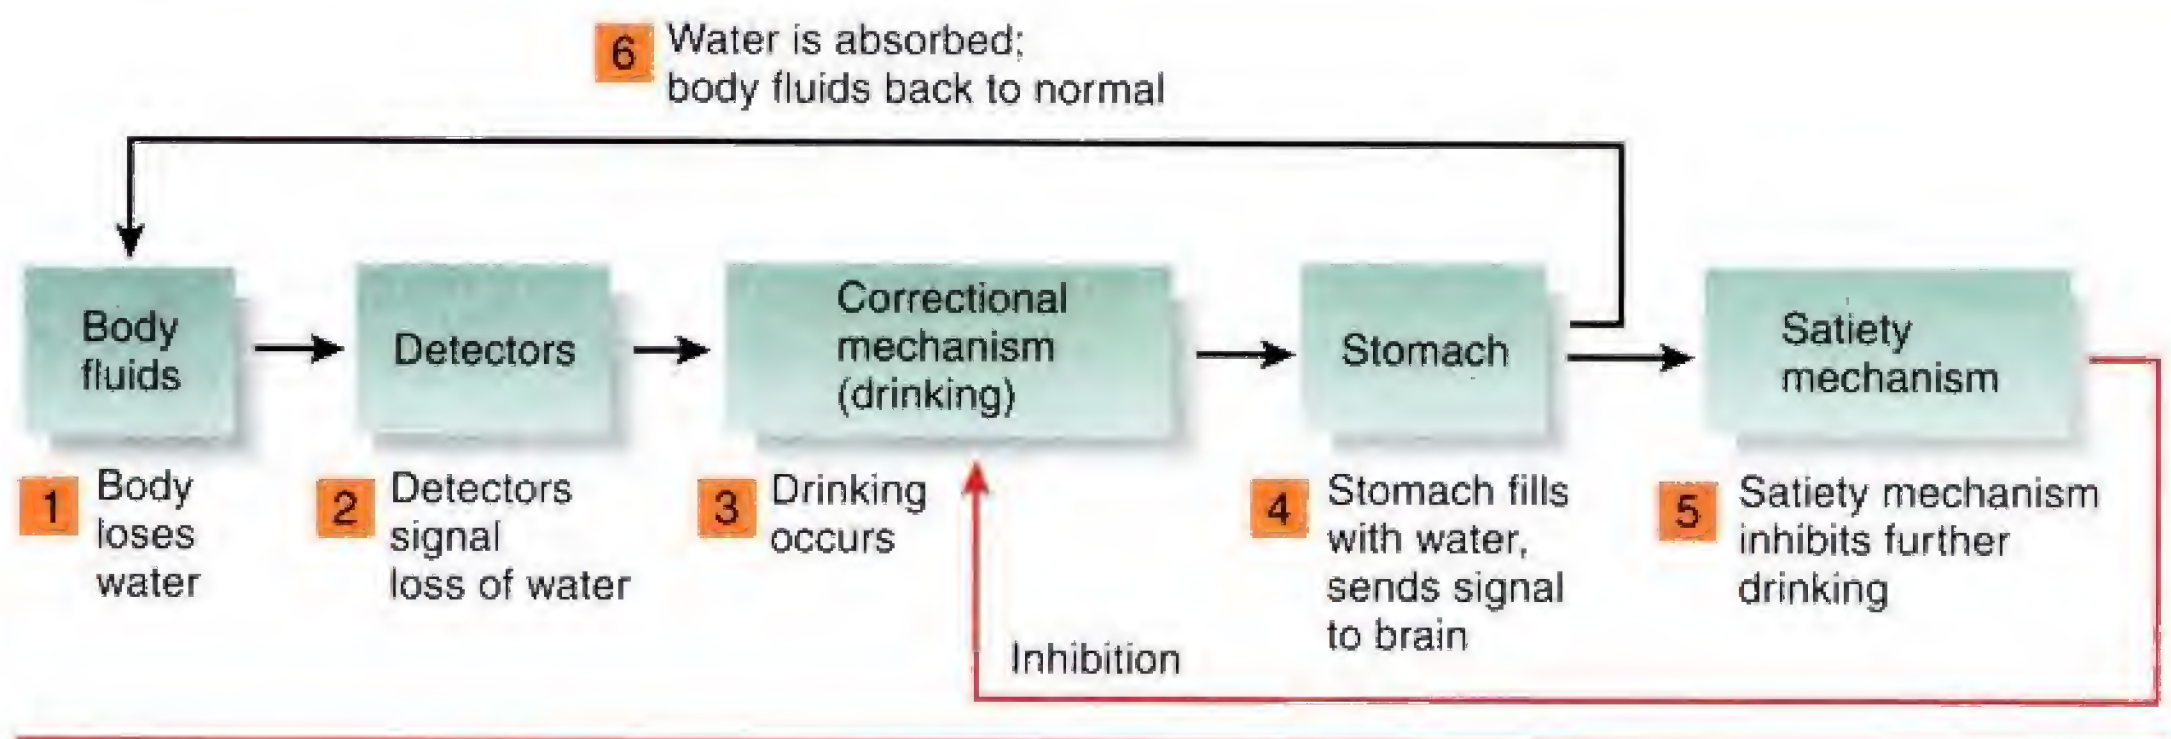 6 Water is absorbed;
body fluids back to normal
Body
fluids
Detectors
Correctional
mechanism
(drinking)
Stomach
Satiety
mechanism
1 Body
loses
water
2 Detectors
signal
loss of water
3 Drinking
occurs
4 Stomach fills
with water,
sends signal
to brain
5 Satiety mechanism
inhibits further
drinking
Inhibition